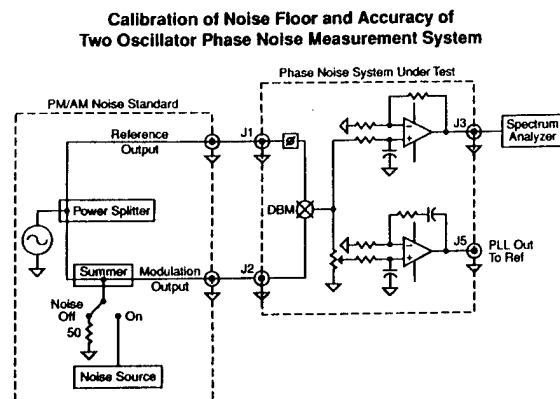 Calibration of Noise Floor and Accuracy of
Two Oscillator Phase Noise Measurement System
Phase Noise System Under Test
PM/AM Noise Standard
Reference
Output
J1
ø
J3
Spectrum
Analyzer
Power Splitter
DBM
J5
PLL Out
To Ref
Summer
Modulation
Output
J2
Noise
Off
On
50
Noise Source